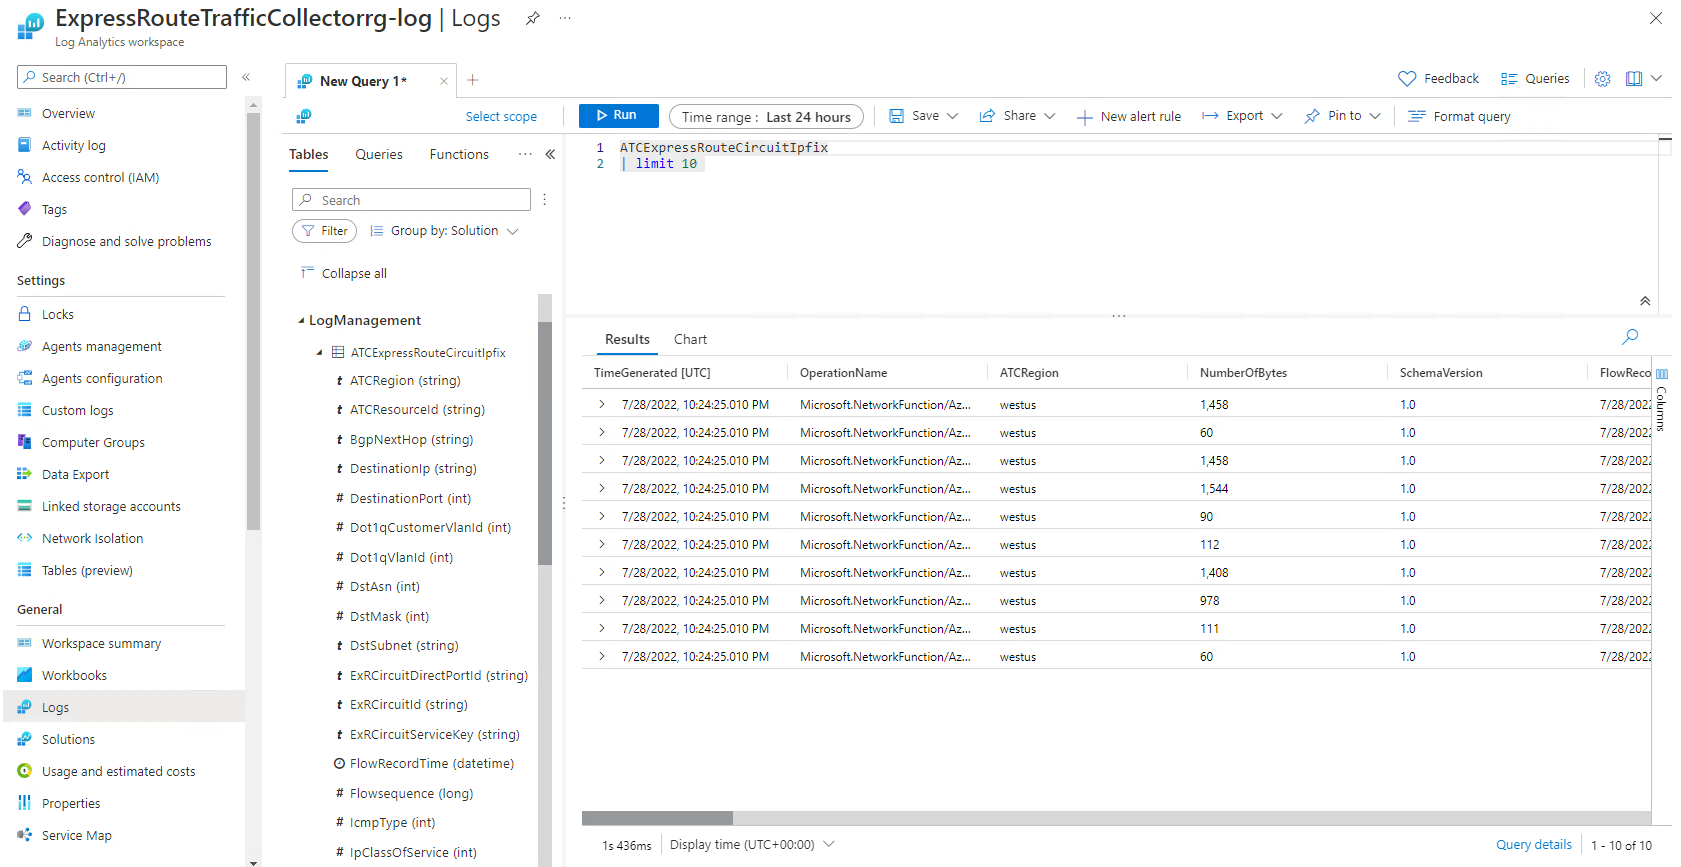 ExpressRouteTrafficCollectorrg-log | Logs
Log Analytics workspace
Search (Ctrl+/)
Overview
Activity log
Access control (IAM)
Tags
Diagnose and solve problems
Settings
Locks
Agents management
Agents configuration
Custom logs
Computer Groups
Data Export
Linked storage accounts
Network Isolation
Tables (preview)
General
Workspace summary
Workbooks
Logs
Solutions
Usage and estimated costs
Properties
Service Map
New Query 1*
Feedback
Queries
Select scope
Run
Time range : Last 24 hours
Save
Share
New alert rule
Export
Pin to
Format query
Tables
Queries
Functions
Search
Filter
Group by: Solution
Collapse all
LogManagement
ATCExpressRouteCircuitIpfix
t ATCRegion (string)
t ATCResourceId (string)
t BgpNextHop (string)
t DestinationIp (string)
# DestinationPort (int)
# Dot1qCustomerVlanId (int)
# Dot1qVlanId (int)
# DstAsn (int)
# DstMask (int)
t DstSubnet (string)
t ExRCircuitDirectPortId (string)
t ExRCircuitId (string)
t ExRCircuitServiceKey (string)
FlowRecordTime (datetime)
# Flowsequence (long)
# IcmpType (int)
# IpClassOfService (int)
1 ATCExpressRouteCircuitIpfix
2 | limit 10
Results
Chart
TimeGenerated [UTC] OperationName ATCRegion NumberOfBytes SchemaVersion FlowReco
7/28/2022, 10:24:25.010 PM Microsoft.NetworkFunction/Az... westus 1,458 1.0 7/28/2022
7/28/2022, 10:24:25.010 PM Microsoft.NetworkFunction/Az... westus 60 1.0 7/28/2022
7/28/2022, 10:24:25.010 PM Microsoft.NetworkFunction/Az... westus 1,458 1.0 7/28/2022
7/28/2022, 10:24:25.010 PM Microsoft.NetworkFunction/Az... westus 1,544 1.0 7/28/2022
7/28/2022, 10:24:25.010 PM Microsoft.NetworkFunction/Az... westus 90 1.0 7/28/2022
7/28/2022, 10:24:25.010 PM Microsoft.NetworkFunction/Az... westus 112 1.0 7/28/2022
7/28/2022, 10:24:25.010 PM Microsoft.NetworkFunction/Az... westus 1,408 1.0 7/28/2022
7/28/2022, 10:24:25.010 PM Microsoft.NetworkFunction/Az... westus 978 1.0 7/28/2022
7/28/2022, 10:24:25.010 PM Microsoft.NetworkFunction/Az... westus 111 1.0 7/28/2022
7/28/2022, 10:24:25.010 PM Microsoft.NetworkFunction/Az... westus 60 1.0 7/28/2022
Columns
1s 436ms
Display time (UTC+00:00)
Query details
1 - 10 of 10